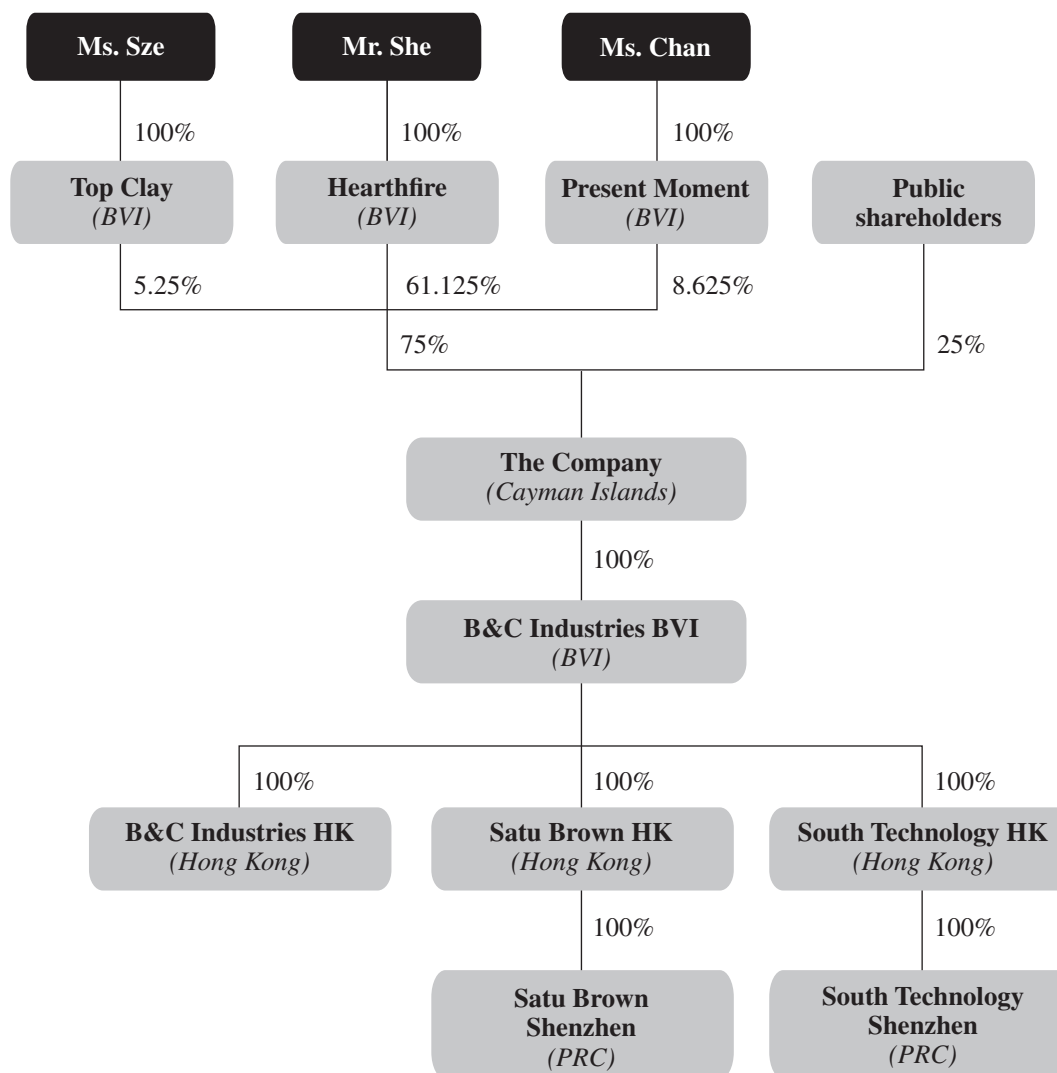 Ms. Sze
Mr. She
Ms. Chan
100%
100%
100%
Top Clay
(BVI)
Hearthfire
(BVI)
Present Moment
(BVI)
Public
shareholders
5.25%
61.125%
8.625%
75%
25%
The Company
(Cayman Islands)
100%
B&C Industries BVI
(BVI)
100%
100%
100%
B&C Industries HK
(Hong Kong)
Satu Brown HK
(Hong Kong)
South Technology HK
(Hong Kong)
100%
100%
Satu Brown
Shenzhen
(PRC)
South Technology
Shenzhen
(PRC)